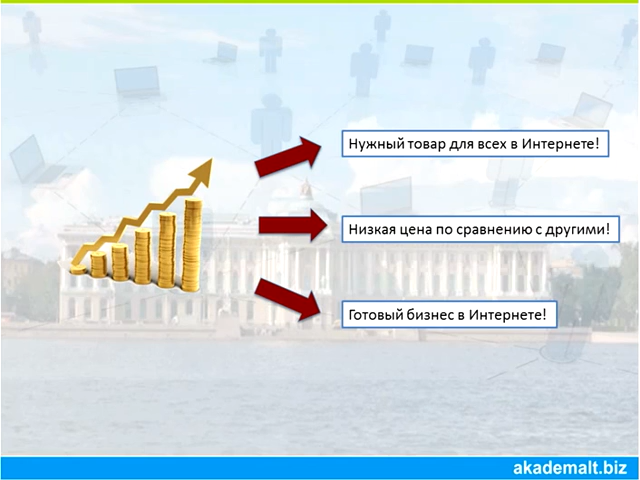 Нужный товар для всех в Интернете!
Низкая цена по сравнению с другими!
Готовый бизнес в Интернете!
akademalt.biz